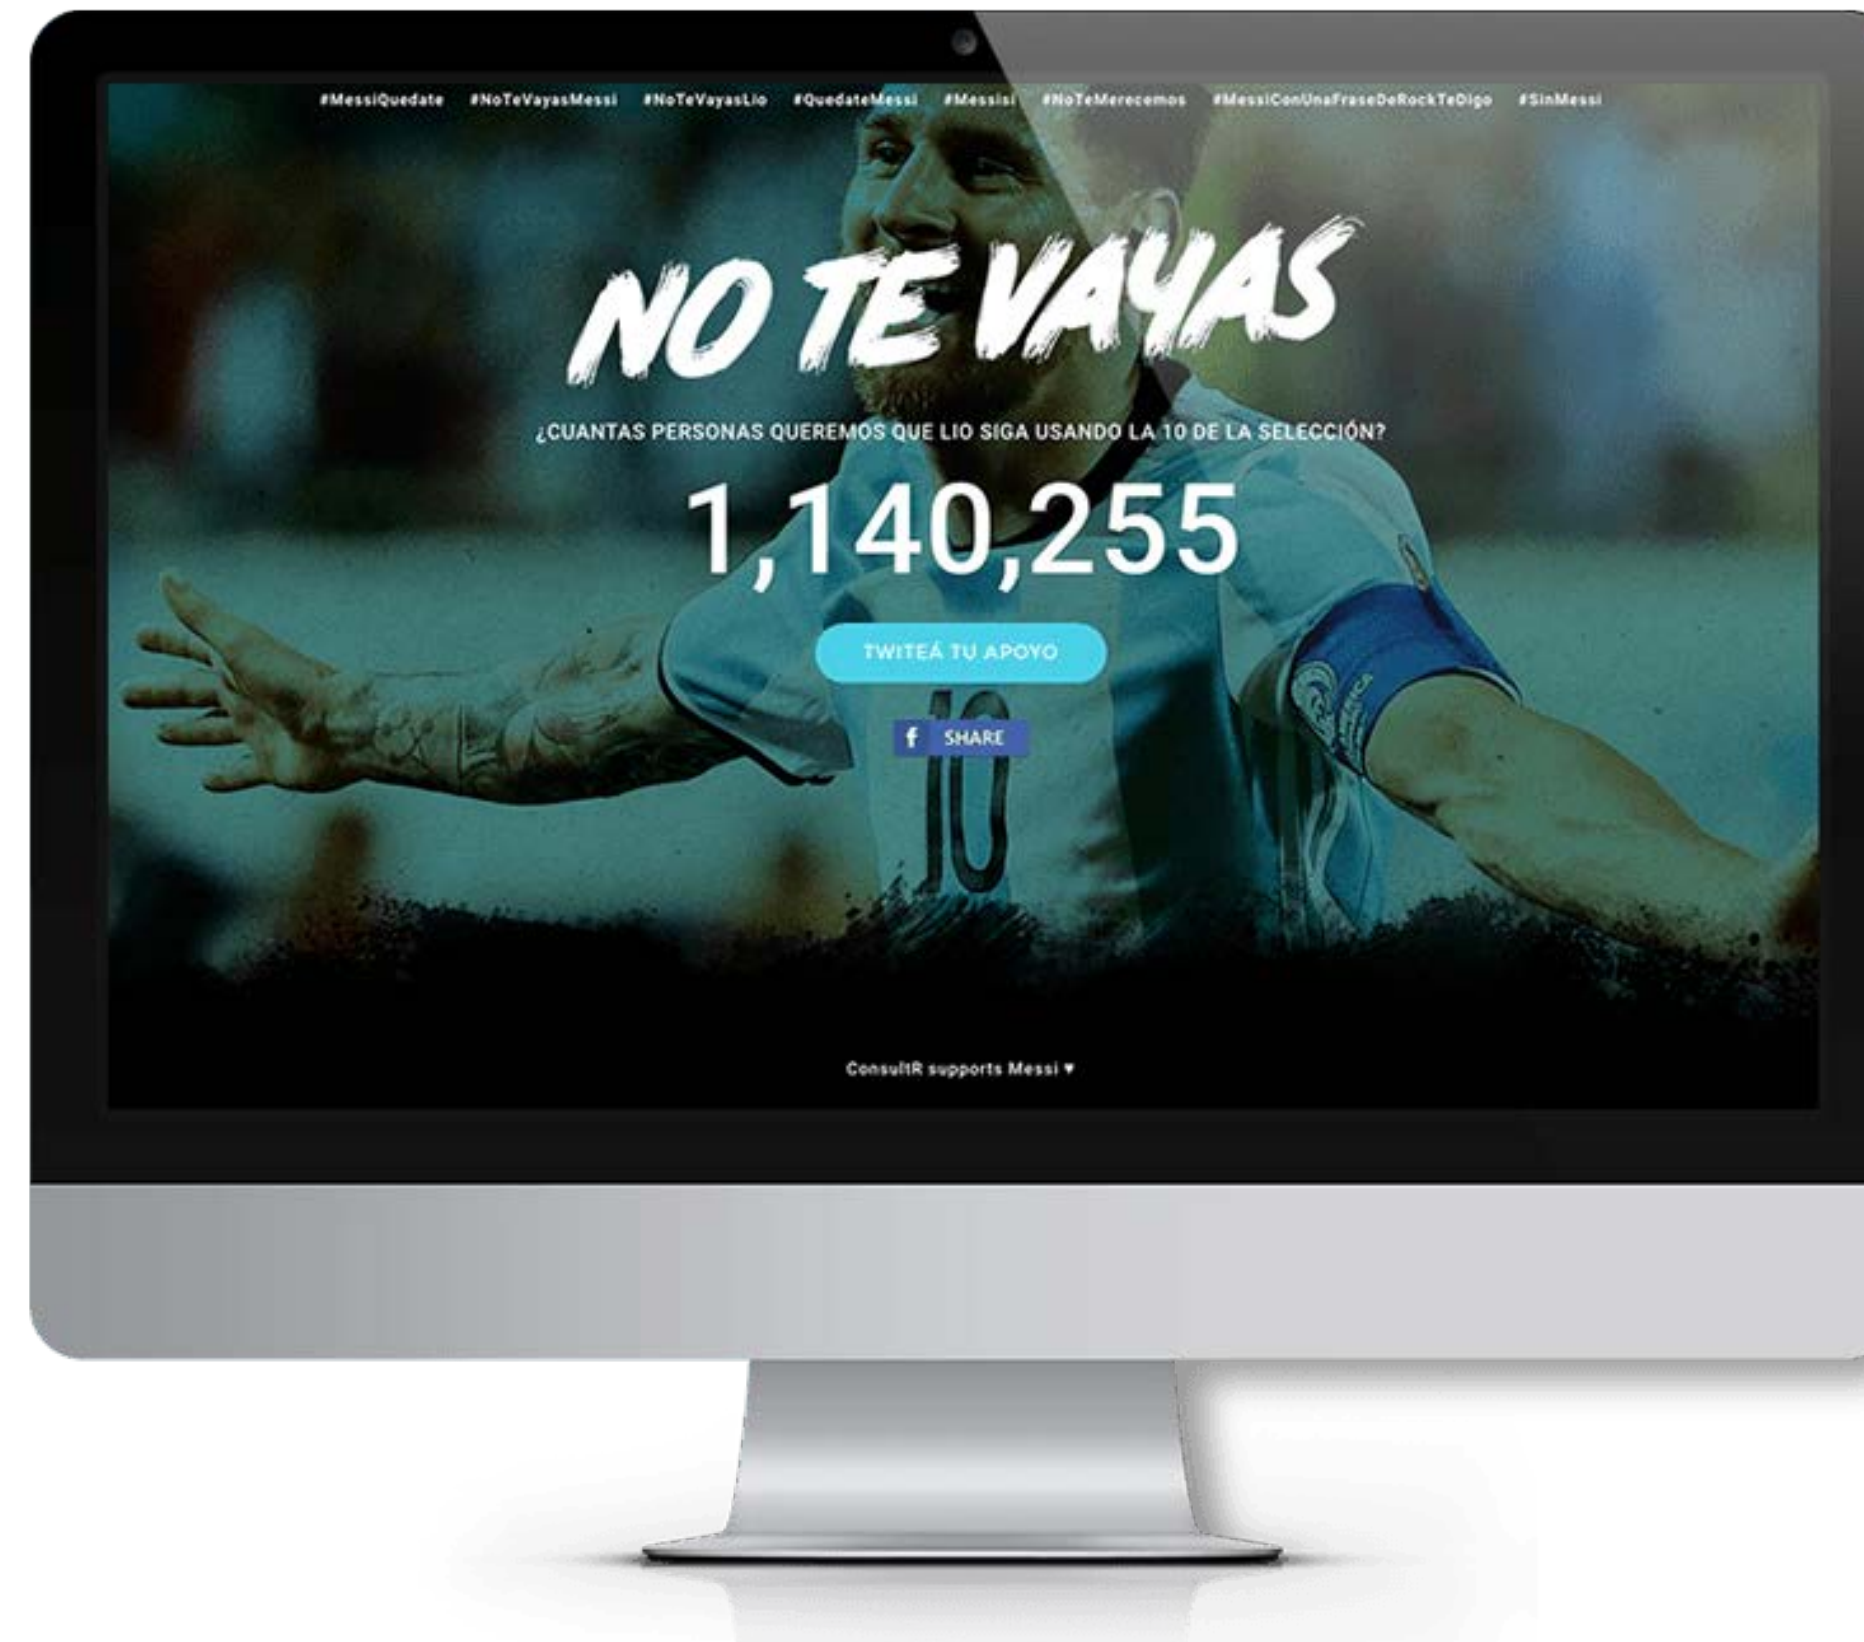 #MessiQuedate #NoTeVayasMessi #NoTeVayasLio #QuedateMessi #Messisi #NoTeMerecemos #MessiConUnaFraseDeRockTeDigo #SinMessi
NO TE VAYAS
¿CUANTAS PERSONAS QUEREMOS QUE LIO SIGA USANDO LA 10 DE LA SELECCIÓN?
1,140,255
TWITEÁ TU APOYO
f SHARE
10
ConsultR supports Messi ♥